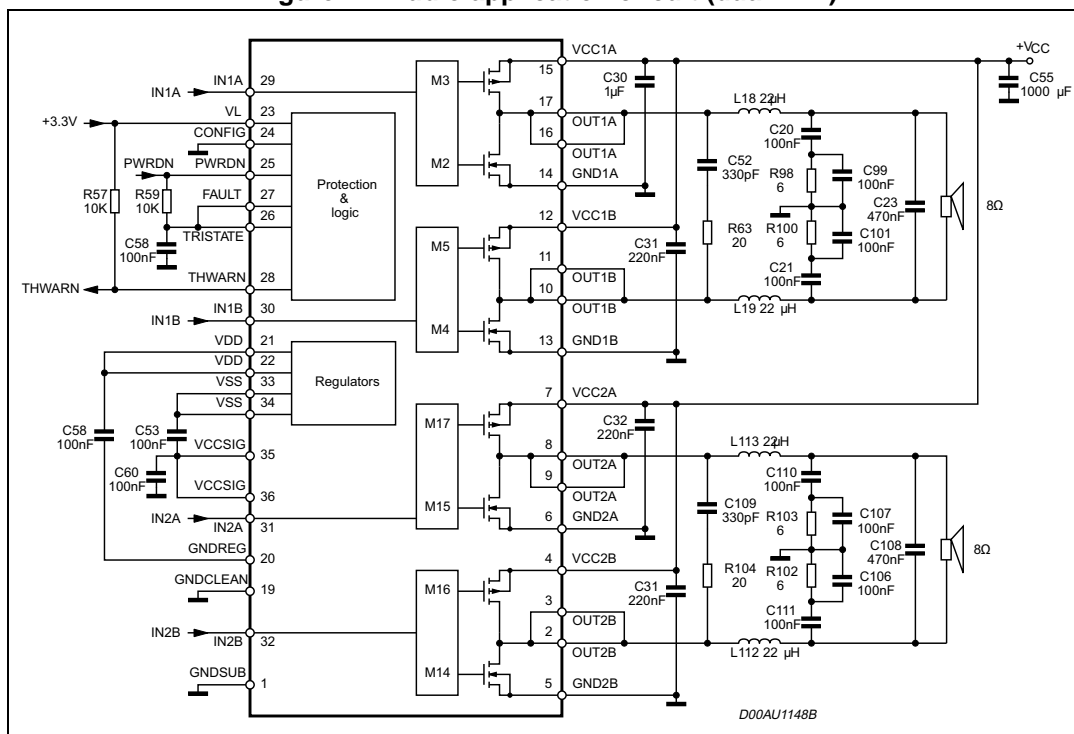 VCC1A
+VCC
IN1A
IN1A
29
M3
15
C30
1µF
C55
1000 µF
VL
+3.3V
23
17
L18 22µH
CONFIG
24
OUT1A
16
OUT1A
C20
100nF
PWRDN
PWRDN
25
M2
14
GND1A
C52
330pF
R98
6
C99
100nF
R57
10K
R59
10K
FAULT
27
Protection
&
logic
26
12
VCC1B
C23
470nF
8Ω
C58
100nF
TRISTATE
M5
C31
220nF
R63
20
R100
6
C101
100nF
11
OUT1B
C21
100nF
THWARN
THWARN
28
10
OUT1B
L19 22 µH
IN1B
IN1B
30
M4
13
GND1B
VDD
21
VDD
22
VSS
33
Regulators
VSS
34
7
VCC2A
C58
100nF
C53
100nF
M17
C32
220nF
L113 22µH
VCCSIG
35
8
OUT2A
C60
100nF
9
OUT2A
C110
100nF
VCCSIG
36
M15
6
GND2A
C109
330pF
R103
6
C107
100nF
IN2A
IN2A
31
GNDREG
20
4
VCC2B
C108
470nF
8Ω
GNDCLEAN
19
M16
C31
220nF
R104
20
R102
6
C106
100nF
3
OUT2B
C111
100nF
IN2B
IN2B
32
2
OUT2B
L112 22 µH
GNDSUB
1
M14
5
GND2B
D00AU1148B